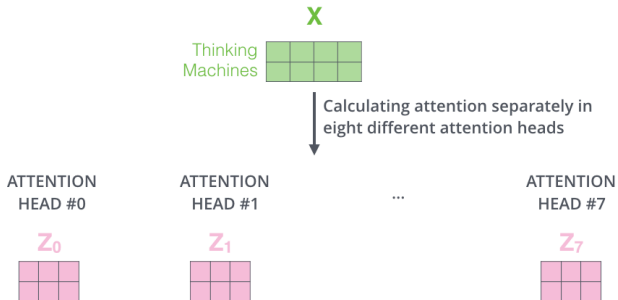 X
Thinking
Machines
Calculating attention separately in
eight different attention heads
ATTENTION
HEAD #0
ATTENTION
HEAD #1
...
ATTENTION
HEAD #7
Z₀
Z₁
Z₇